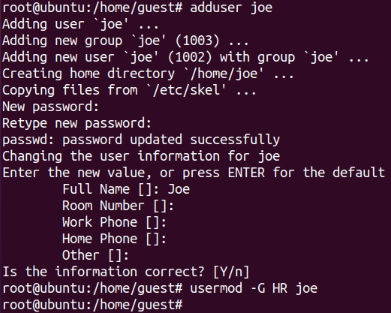 root@ubuntu:/home/guest# adduser joe
Adding user `joe' ...
Adding new group `joe' (1003) ...
Adding new user `joe' (1002) with group `joe' ...
Creating home directory `/home/joe' ...
Copying files from `/etc/skel' ...
New password:
Retype new password:
passwd: password updated successfully
Changing the user information for joe
Enter the new value, or press ENTER for the default
        Full Name []: Joe
        Room Number []:
        Work Phone []:
        Home Phone []:
        Other []:
Is the information correct? [Y/n]
root@ubuntu:/home/guest# usermod -G HR joe
root@ubuntu:/home/guest#